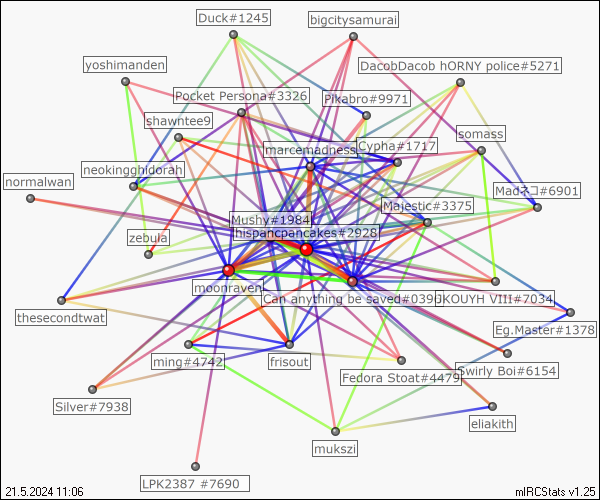 Duck#1245
bigcitysamurai
yoshimanden
DacobDacob hORNY police#5271
Pocket Persona#3326
Pikabro#9971
shawntee9
somass
marcemadness
Cypha#1717
neokingghidorah
normalwan
Madネコ#6901
Majestic#3375
Mushy#1984
hispanicpancakes#2928
zebula
moonraven
Can anything be saved#0390
JKOUYH VIII#7034
thesecondtwat
Eg.Master#1378
ming#4742
frisout
Fedora Stoat#4479
Swirly Boi#6154
Silver#7938
eliakith
mukszi
LPK2387 #7690
21.5.2024 11:06
mIRCStats v1.25